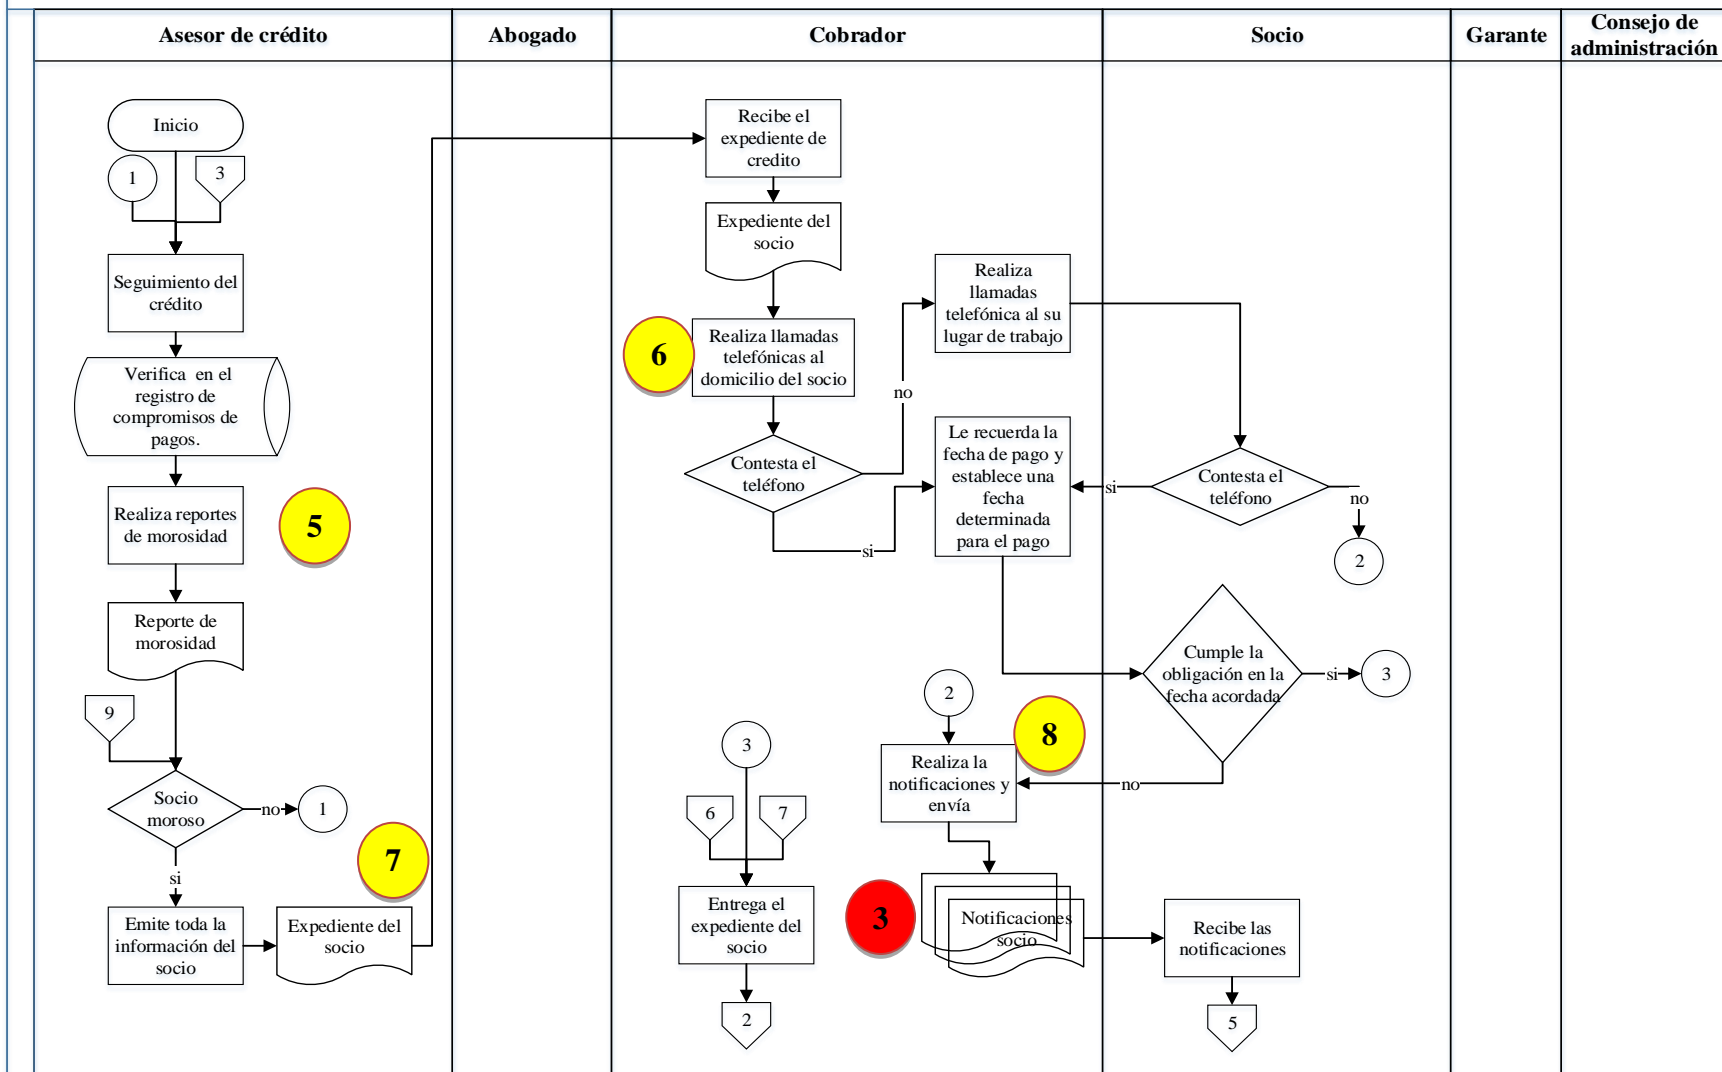 Asesor de crédito
Abogado
Cobrador
Socio
Garante
Consejo de
administración
Inicio
1
3
Seguimiento del
crédito
Verifica en el
registro de
compromisos de
pagos.
Realiza reportes
de morosidad
5
Reporte de
morosidad
9
Socio
moroso
no
1
si
7
Emite toda la
información del
socio
Expediente del
socio
Recibe el
expediente de
credito
Expediente del
socio
6
Realiza llamadas
telefónicas al
domicilio del socio
Contesta el
teléfono
no
si
Realiza
llamadas
telefónica al su
lugar de trabajo
Le recuerda la
fecha de pago y
establece una
fecha
determinada
para el pago
Contesta el
teléfono
si
no
2
Cumple la
obligación en la
fecha acordada
si
3
no
2
8
Realiza la
notificaciones y
envía
3
6
7
Entrega el
expediente del
socio
2
3
Notificaciones
socio
Recibe las
notificaciones
5